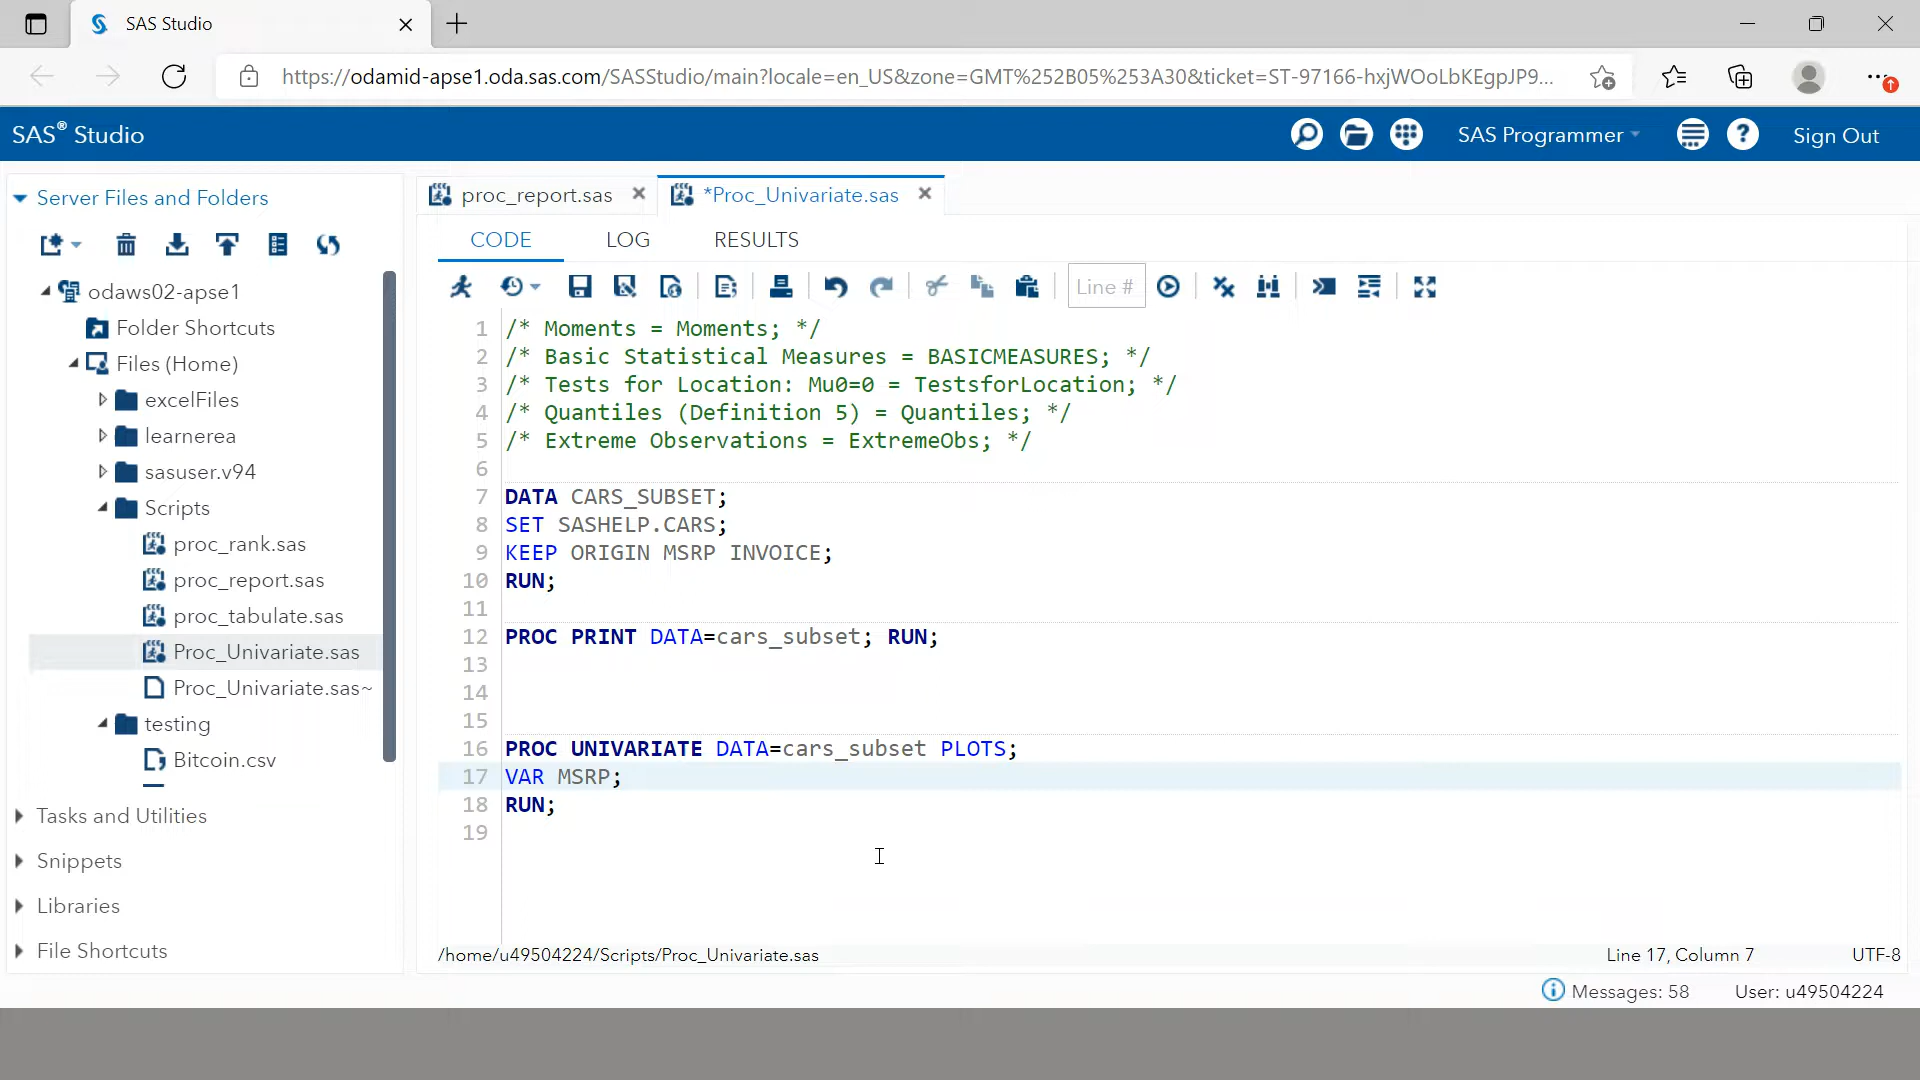 SAS Studio
https://odamid-apse1.oda.sas.com/SASStudio/main?locale=en_US&zone=GMT%252B05%253A30&ticket=ST-97166-hxjWOoLbKEgpJP9...
SAS® Studio
SAS Programmer
Sign Out
Server Files and Folders
odaws02-apse1
Folder Shortcuts
Files (Home)
excelFiles
learnerea
sasuser.v94
Scripts
proc_rank.sas
proc_report.sas
proc_tabulate.sas
Proc_Univariate.sas
Proc_Univariate.sas~
testing
Bitcoin.csv
Tasks and Utilities
Snippets
Libraries
File Shortcuts
proc_report.sas
*Proc_Univariate.sas
CODE LOG RESULTS
Line #
1 /* Moments = Moments; */
2 /* Basic Statistical Measures = BASICMEASURES; */
3 /* Tests for Location: Mu0=0 = TestsforLocation; */
4 /* Quantiles (Definition 5) = Quantiles; */
5 /* Extreme Observations = ExtremeObs; */
6
7 DATA CARS_SUBSET;
8 SET SASHELP.CARS;
9 KEEP ORIGIN MSRP INVOICE;
10 RUN;
11
12 PROC PRINT DATA=cars_subset; RUN;
13
14
15
16 PROC UNIVARIATE DATA=cars_subset PLOTS;
17 VAR MSRP;
18 RUN;
19
/home/u49504224/Scripts/Proc_Univariate.sas
Line 17, Column 7
UTF-8
Messages: 58
User: u49504224